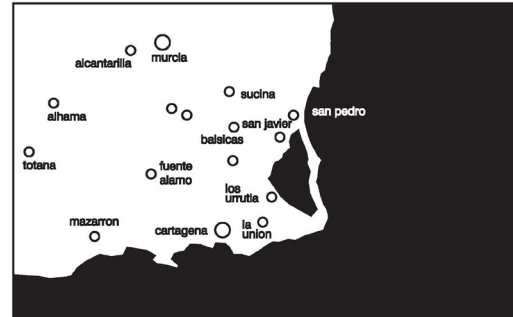 murcia
alcantarilla
sucina
alhama
san pedro
san javier
balsicas
totana
fuente
alamo
los
urrutia
mazarron
cartagena
la
union